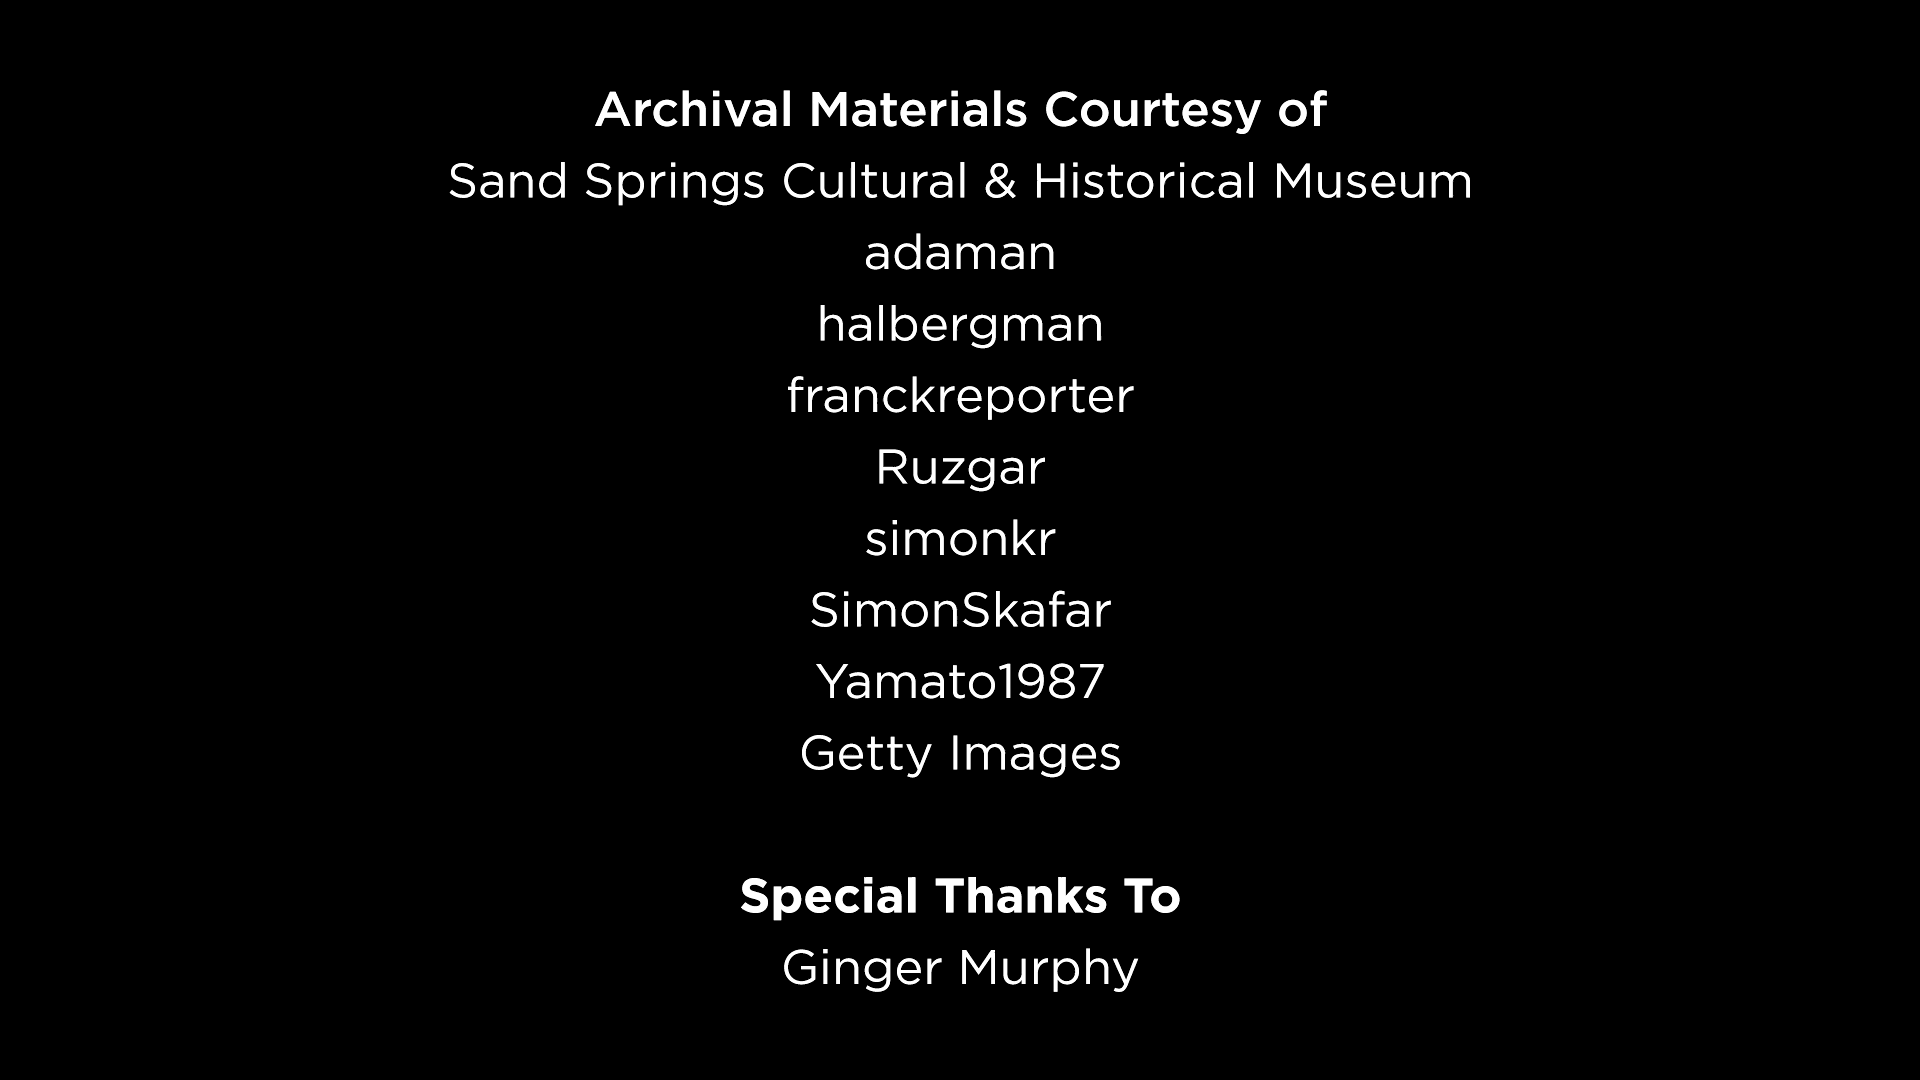 Archival Materials Courtesy of
Sand Springs Cultural & Historical Museum
adaman
halbergman
franckreporter
Ruzgar
simonkr
SimonSkafar
Yamato1987
Getty Images
Special Thanks To
Ginger Murphy